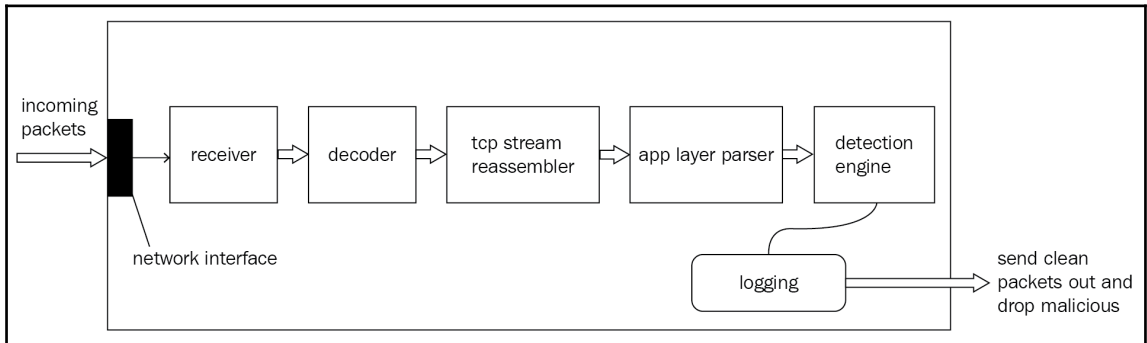 incoming
packets
receiver
decoder
tcp stream
reassembler
app layer parser
detection
engine
network interface
logging
send clean
packets out and
drop malicious